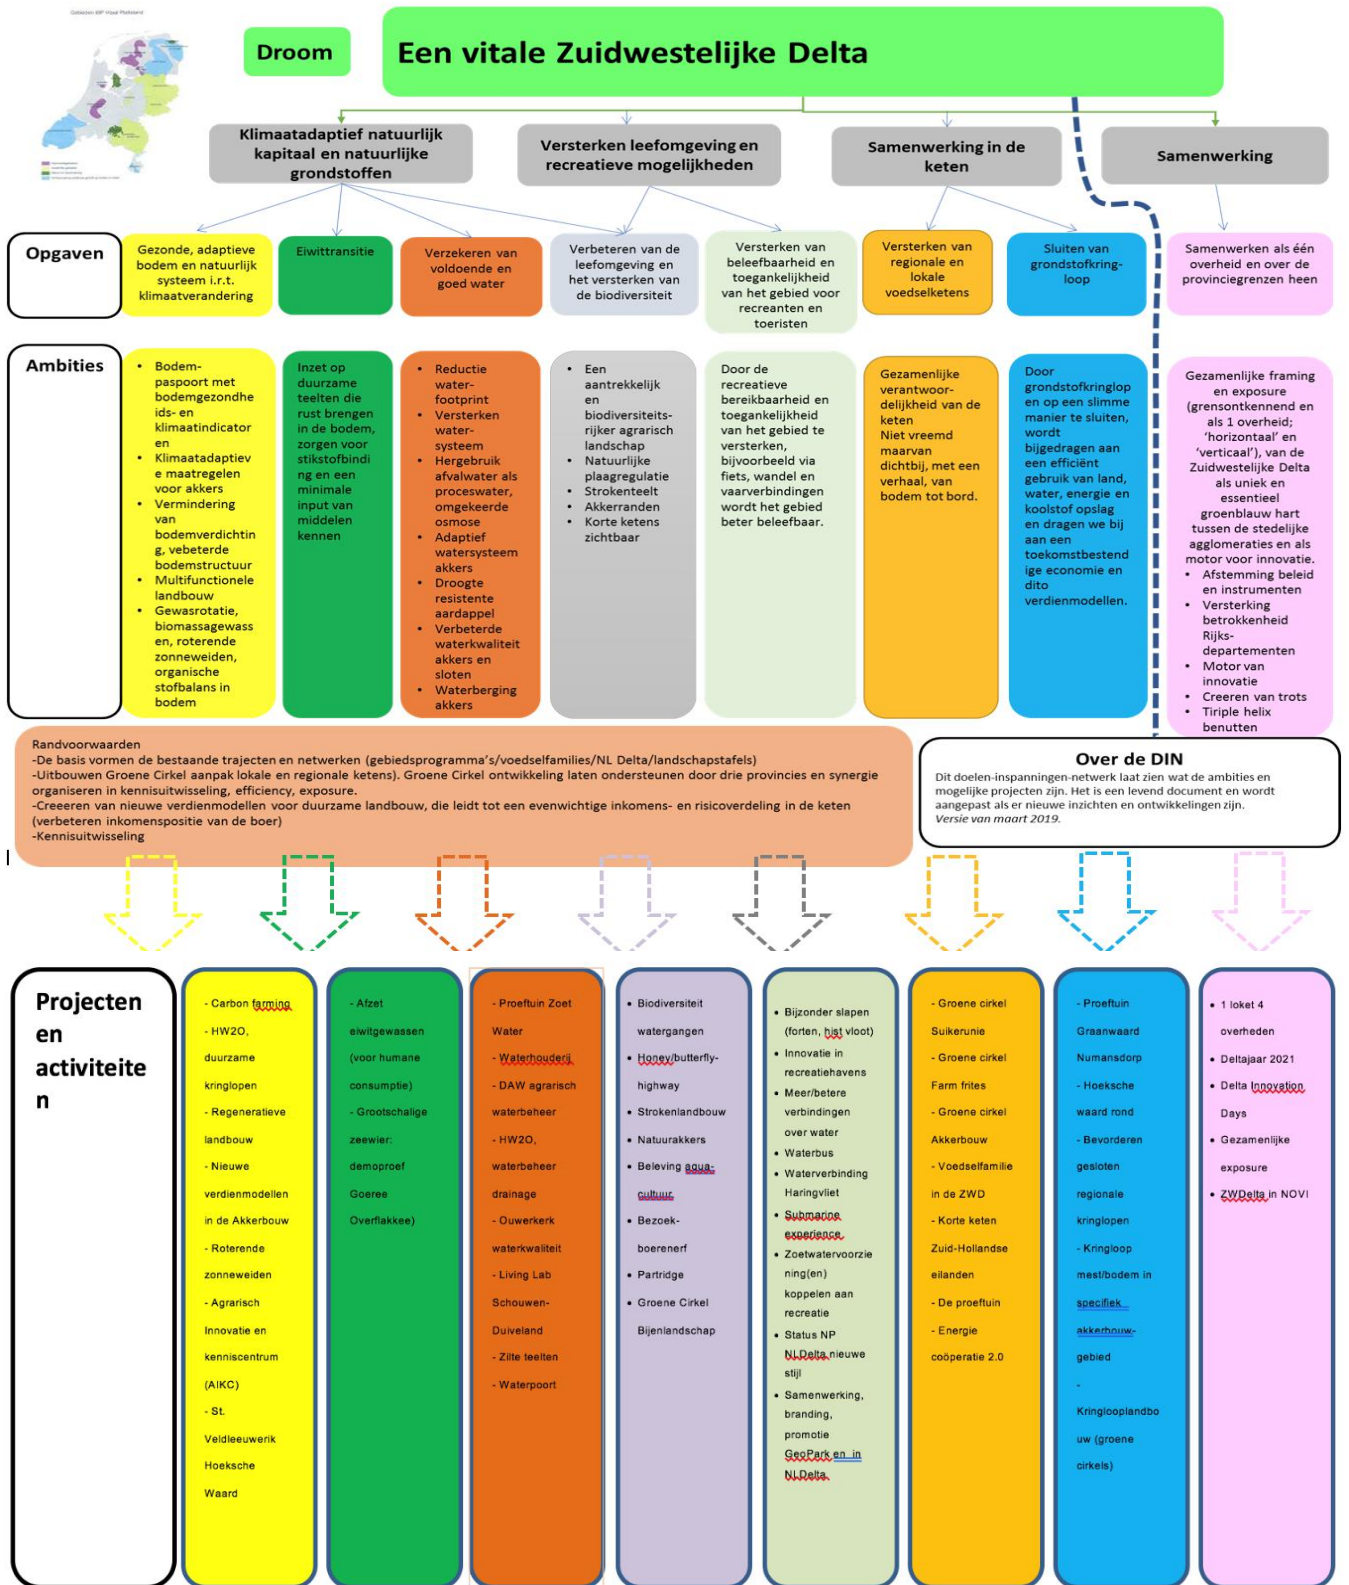 Gebieden IBP Vitaal Platteland
Droom
Een vitale Zuidwestelijke Delta
Klimaatadaptief natuurlijk
kapitaal en natuurlijke
grondstoffen
Versterken leefomgeving en
recreatieve mogelijkheden
Samenwerking in de
keten
Samenwerking
Opgaven
Gezonde, adaptieve
bodem en natuurlijk
systeem i.r.t.
klimaatverandering
Eiwittransitie
Verzekeren van
voldoende en
goed water
Verbeteren van de
leefomgeving en
het versterken van
de biodiversiteit
Versterken van
beleefbaarheid en
toegankelijkheid
van het gebied voor
recreanten en
toeristen
Versterken van
regionale en
lokale
voedselketens
Sluiten van
grondstofkring-
loop
Samenwerken als één
overheid en over de
provinciegrenzen heen
Ambities
• Bodem-
paspoort met
bodemgezondhe
ids- en
klimaatindicator
en
• Klimaatadaptiev
e maatregelen
voor akkers
• Vermindering
van
bodemverdichtin
g, vebeterde
bodemstructuur
• Multifunctionele
landbouw
• Gewasrotatie,
biomassagewass
en, roterende
zonneweiden,
organische
stofbalans in
bodem
Inzet op
duurzame
teelten die
rust brengen
in de bodem,
zorgen voor
stikstofbindi
ng en een
minimale
input van
middelen
kennen
• Reductie
water-
footprint
• Versterken
water-
systeem
• Hergebruik
afvalwater als
proceswater,
omgekeerde
osmose
• Adaptief
watersysteem
akkers
• Droogte
resistente
aardappel
• Verbeterde
waterkwaliteit
akkers en
sloten
• Waterberging
akkers
• Een
aantrekkelijk
en
biodiversiteits-
rijker agrarisch
landschap
• Natuurlijke
plaagregulatie
• Strokenteelt
• Akkerranden
• Korte ketens
zichtbaar
Door de
recreatieve
bereikbaarheid en
toegankelijkheid
van het gebied te
versterken,
bijvoorbeeld via
fiets, wandel en
vaarverbindingen
wordt het gebied
beter beleefbaar.
Gezamenlijke
verantwoor-
delijkheid van de
keten
Niet vreemd
maarvan
dichtbij, met een
verhaal, van
bodem tot bord.
Door
grondstofkringlop
en op een slimme
manier te sluiten,
wordt
bijgedragen aan
een efficiënt
gebruik van land,
water, energie en
koolstof opslag
en dragen we bij
aan een
toekomstbestend
ige economie en
dito
verdienmodellen.
Gezamenlijke framing
en exposure
(grensontkennend en
als 1 overheid;
'horizontaal' en
'verticaal'), van de
Zuidwestelijke Delta
als uniek en
essentieel
groenblauw hart
tussen de stedelijke
agglomeraties en als
motor voor innovatie.
• Afstemming beleid
en instrumenten
• Versterking
betrokkenheid
Rijks-
departementen
• Motor van
innovatie
• Creeren van trots
• Tiriple helix
benutten
Randvoorwaarden
-De basis vormen de bestaande trajecten en netwerken (gebiedsprogramma's/voedselfamilies/NL Delta/landschapstafels)
-Uitbouwen Groene Cirkel aanpak lokale en regionale ketens). Groene Cirkel ontwikkeling laten ondersteunen door drie provincies en synergie
organiseren in kennisuitwisseling, efficiency, exposure.
-Creeeren van nieuwe verdienmodellen voor duurzame landbouw, die leidt tot een evenwichtige inkomens- en risicoverdeling in de keten
(verbeteren inkomenspositie van de boer)
-Kennisuitwisseling
Over de DIN
Dit doelen-inspanningen-netwerk laat zien wat de ambities en
mogelijke projecten zijn. Het is een levend document en wordt
aangepast als er nieuwe inzichten en ontwikkelingen zijn.
Versie van maart 2019.
Projecten
en
activiteite
n
- Carbon farming
- HW2O,
duurzame
kringlopen
- Regeneratieve
landbouw
- Nieuwe
verdienmodellen
in de Akkerbouw
- Roterende
zonneweiden
- Agrarisch
Innovatie en
kenniscentrum
(AIKC)
- St.
Veldleeuwerik
Hoeksche
Waard
- Afzet
eiwitgewassen
(voor humane
consumptie)
- Grootschalige
zeewier:
demoproef
Goeree
Overflakkee)
- Proeftuin Zoet
Water
- Waterhouderij
- DAW agrarisch
waterbeheer
- HW2O,
waterbeheer
drainage
- Ouwerkerk
waterkwaliteit
- Living Lab
Schouwen-
Duiveland
- Zilte teelten
- Waterpoort
• Biodiversiteit
watergangen
• Honey/butterfly-
highway
• Strokenlandbouw
• Natuurakkers
• Beleving aqua-
cultuur
• Bezoek-
boerenerf
• Partridge
• Groene Cirkel
Bijenlandschap
• Bijzonder slapen
(forten, hist vloot)
• Innovatie in
recreatiehavens
• Meer/betere
verbindingen
over water
• Waterbus
• Waterverbinding
Haringvliet
• Submarine
experience
• Zoetwatervoorzie
ning(en)
koppelen aan
recreatie
• Status NP
NLDelta nieuwe
stijl
• Samenwerking,
branding,
promotie
GeoPark en in
NLDelta
- Groene cirkel
Suikerunie
- Groene cirkel
Farm frites
- Groene cirkel
Akkerbouw
- Voedselfamilie
in de ZWD
- Korte keten
Zuid-Hollandse
eilanden
- De proeftuin
- Energie
coöperatie 2.0
- Proeftuin
Graanwaard
Numansdorp
- Hoeksche
waard rond
- Bevorderen
gesloten
regionale
kringlopen
- Kringloop
mest/bodem in
specifiek
akkerbouw-
gebied
-
Kringlooplandbo
uw (groene
cirkels)
• 1 loket 4
overheden
• Deltajaar 2021
• Delta Innovation
Days
• Gezamenlijke
exposure
• ZWDelta in NOVI